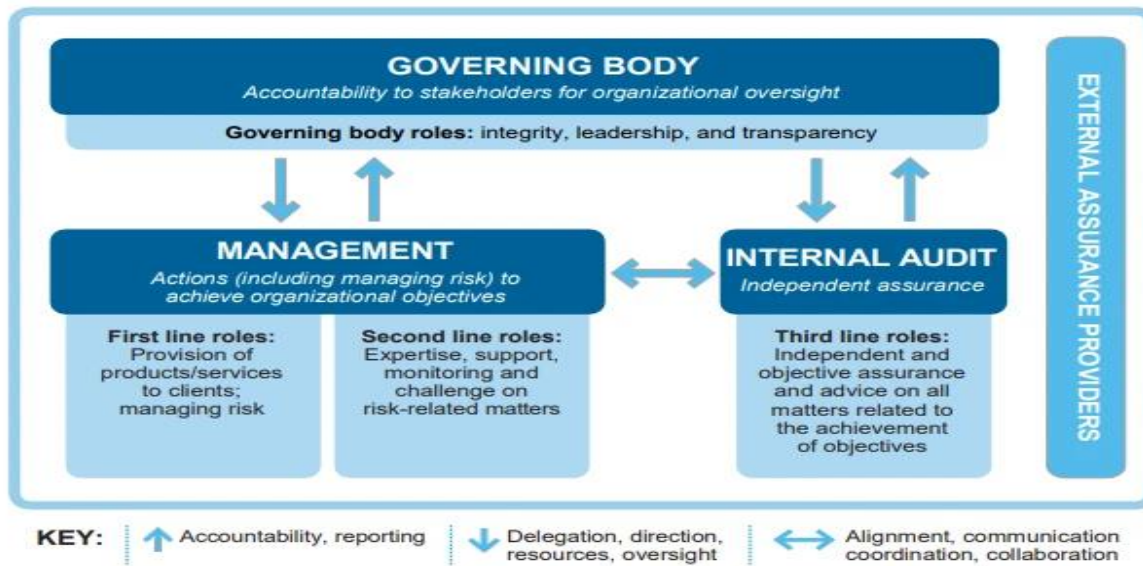 GOVERNING BODY
Accountability to stakeholders for organizational oversight
Governing body roles: integrity, leadership, and transparency
MANAGEMENT
Actions (including managing risk) to
achieve organizational objectives
First line roles:
Provision of
products/services
to clients;
managing risk
Second line roles:
Expertise, support,
monitoring and
challenge on
risk-related matters
INTERNAL AUDIT
Independent assurance
Third line roles:
Independent and
objective assurance
and advice on all
matters related to
the achievement
of objectives
EXTERNAL ASSURANCE PROVIDERS
KEY:
Accountability, reporting
Delegation, direction,
resources, oversight
Alignment, communication
coordination, collaboration